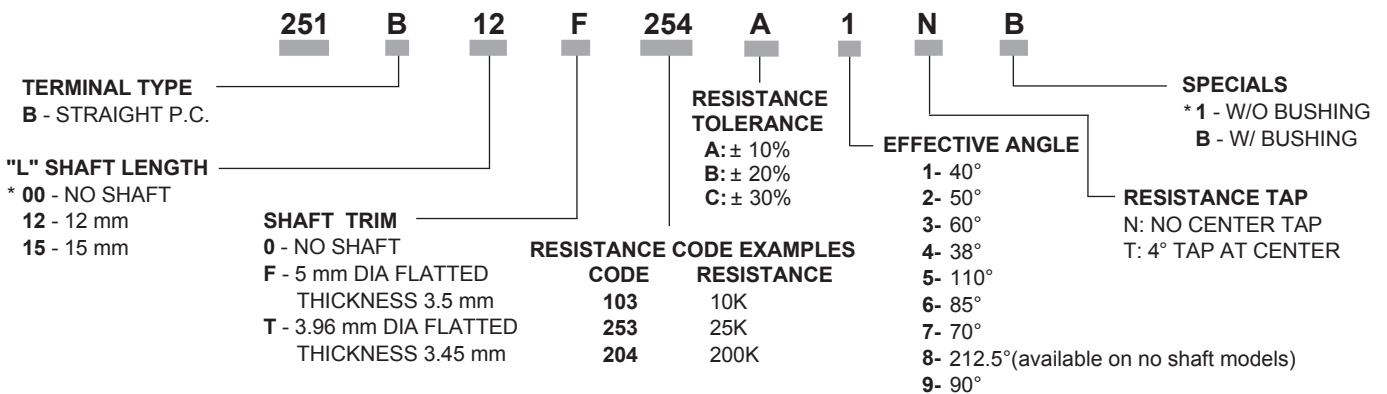 251 B 12 F 254 A 1 N B
TERMINAL TYPE
B - STRAIGHT P.C.
"L" SHAFT LENGTH
* 00 - NO SHAFT
12 - 12 mm
15 - 15 mm
SHAFT TRIM
0 - NO SHAFT
F - 5 mm DIA FLATTED
THICKNESS 3.5 mm
T - 3.96 mm DIA FLATTED
THICKNESS 3.45 mm
RESISTANCE CODE EXAMPLES
CODE RESISTANCE
103 10K
253 25K
204 200K
RESISTANCE
TOLERANCE
A: ± 10%
B: ± 20%
C: ± 30%
EFFECTIVE ANGLE
1- 40°
2- 50°
3- 60°
4- 38°
5- 110°
6- 85°
7- 70°
8- 212.5°(available on no shaft models)
9- 90°
RESISTANCE TAP
N: NO CENTER TAP
T: 4° TAP AT CENTER
SPECIALS
* 1 - W/O BUSHING
B - W/ BUSHING